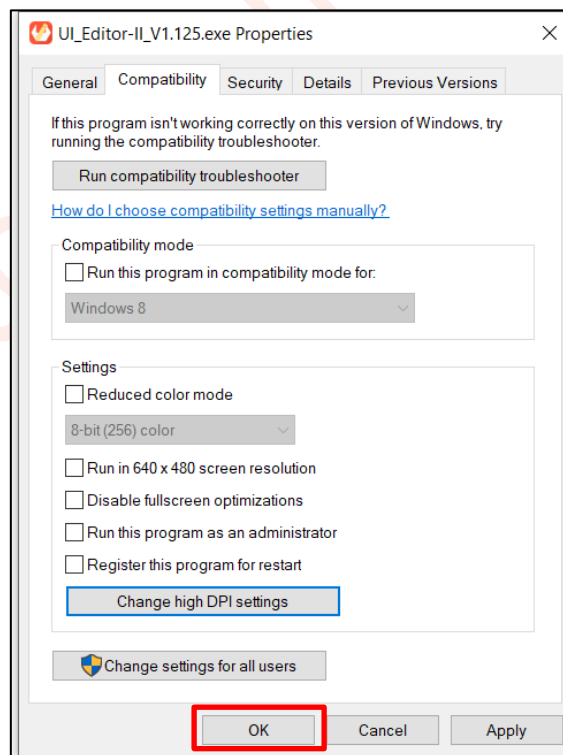 UI_Editor-II_V1.125.exe Properties
General Compatibility Security Details Previous Versions
If this program isn't working correctly on this version of Windows, try
running the compatibility troubleshooter.
Run compatibility troubleshooter
How do I choose compatibility settings manually?
Compatibility mode
Run this program in compatibility mode for:
Windows 8
Settings
Reduced color mode
8-bit (256) color
Run in 640 x 480 screen resolution
Disable fullscreen optimizations
Run this program as an administrator
Register this program for restart
Change high DPI settings
Change settings for all users
OK Cancel Apply